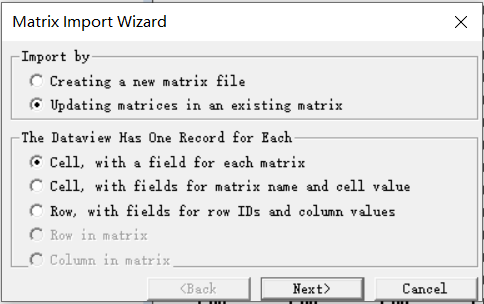 Matrix Import Wizard
Import by
Creating a new matrix file
Updating matrices in an existing matrix
The Dataview Has One Record for Each
Cell, with a field for each matrix
Cell, with fields for matrix name and cell value
Row, with fields for row IDs and column values
Row in matrix
Column in matrix
<Back Next> Cancel